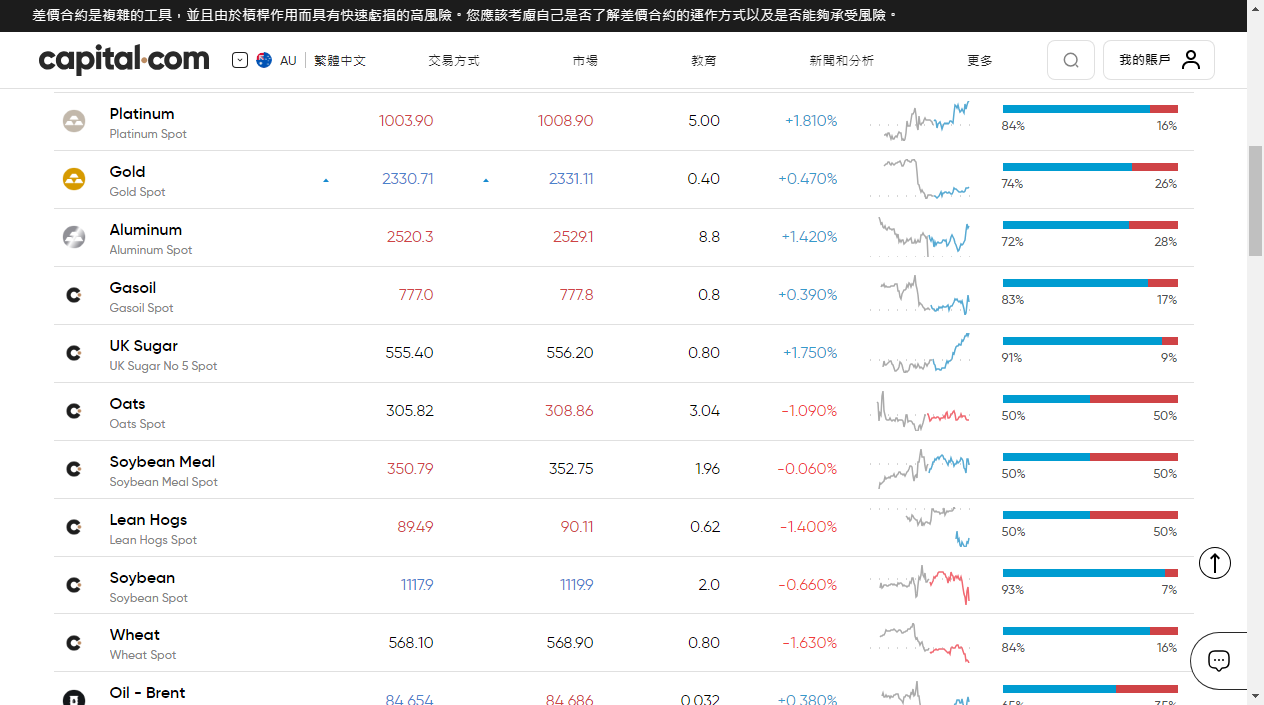 差價合約是複雜的工具，並且由於槓桿作用而具有快速虧損的高風險。您應該考慮自己是否了解差價合約的運作方式以及是否能夠承受風險。
capital.com AU 繁體中文 交易方式 市場 教育 新聞和分析 更多 我的賬戶
Platinum 1003.90 1008.90 5.00 +1.810%
Platinum Spot 84% 16%
Gold 2330.71 2331.11 0.40 +0.470%
Gold Spot 74% 26%
Aluminum 2520.3 2529.1 8.8 +1.420%
Aluminum Spot 72% 28%
Gasoil 777.0 777.8 0.8 +0.390%
Gasoil Spot 83% 17%
UK Sugar 555.40 556.20 0.80 +1.750%
UK Sugar No 5 Spot 91% 9%
Oats 305.82 308.86 3.04 -1.090%
Oats Spot 50% 50%
Soybean Meal 350.79 352.75 1.96 -0.060%
Soybean Meal Spot 50% 50%
Lean Hogs 89.49 90.11 0.62 -1.400%
Lean Hogs Spot 50% 50%
Soybean 1117.9 1119.9 2.0 -0.660%
Soybean Spot 93% 7%
Wheat 568.10 568.90 0.80 -1.630%
Wheat Spot 84% 16%
Oil - Brent 84.654 84.686 0.032 +0.380%